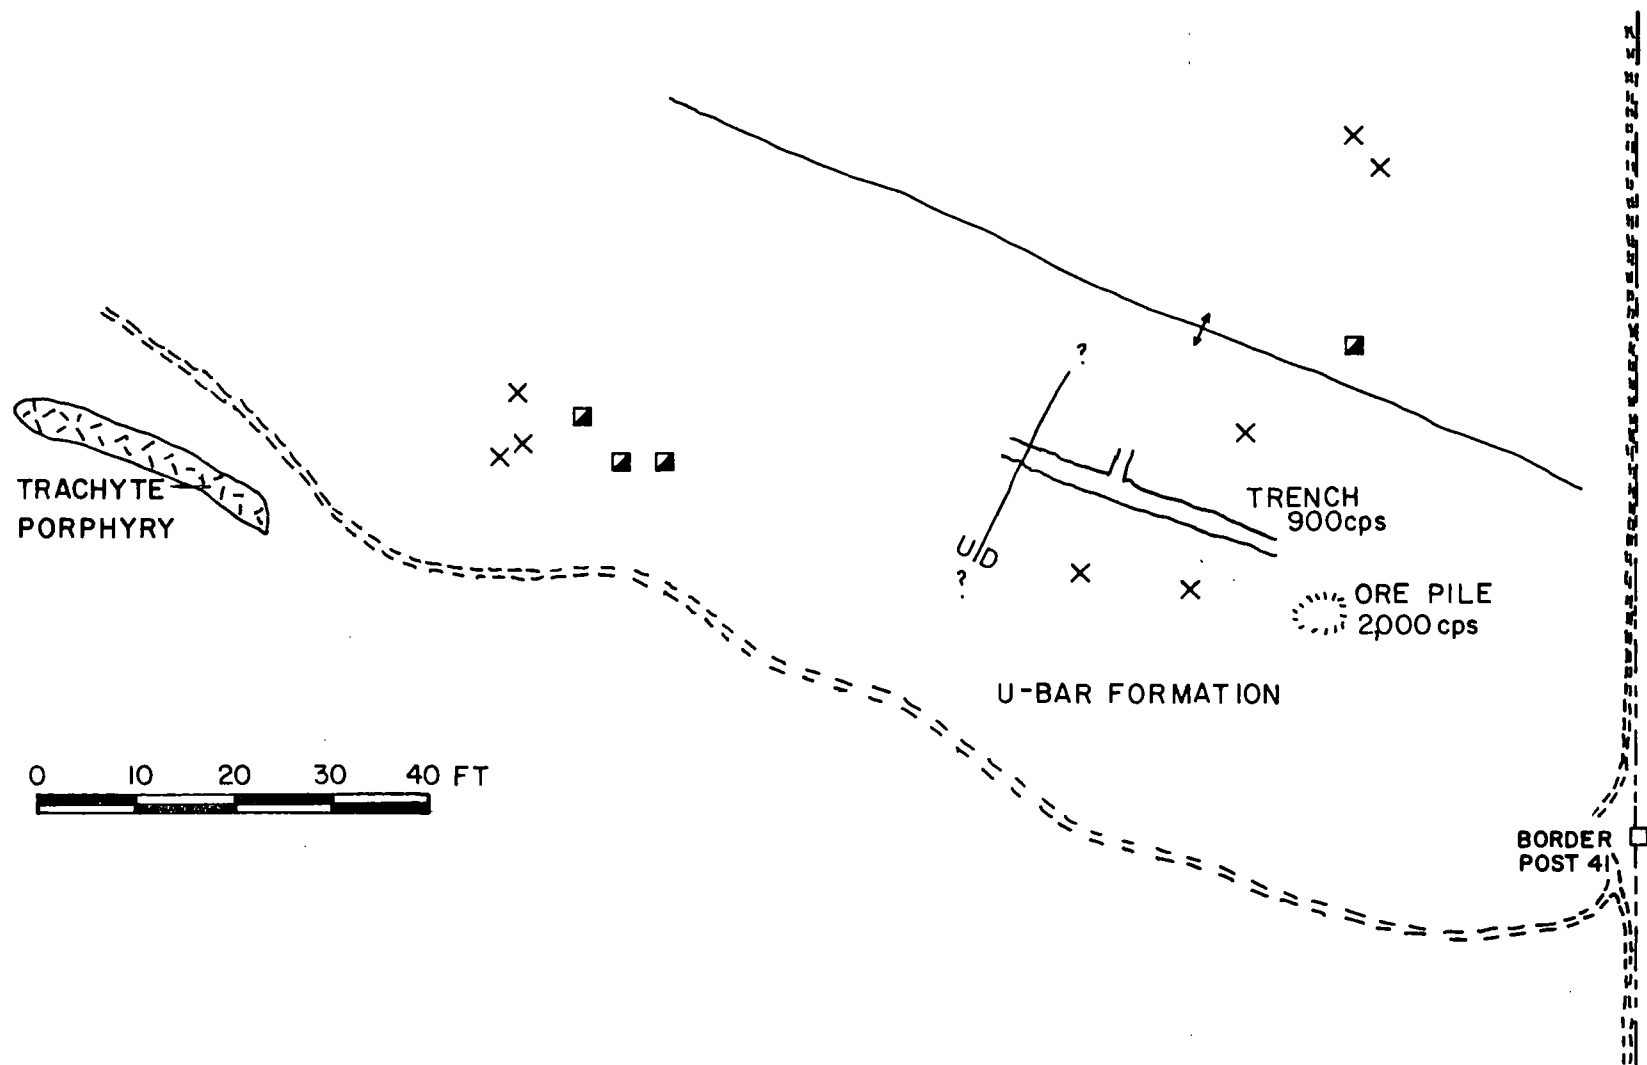 ?
TRENCH
900cps
TRACHYTE
PORPHYRY
U/D
?
ORE PILE
2,000 cps
U-BAR FORMATION
0 10 20 30 40 FT
BORDER
POST 41